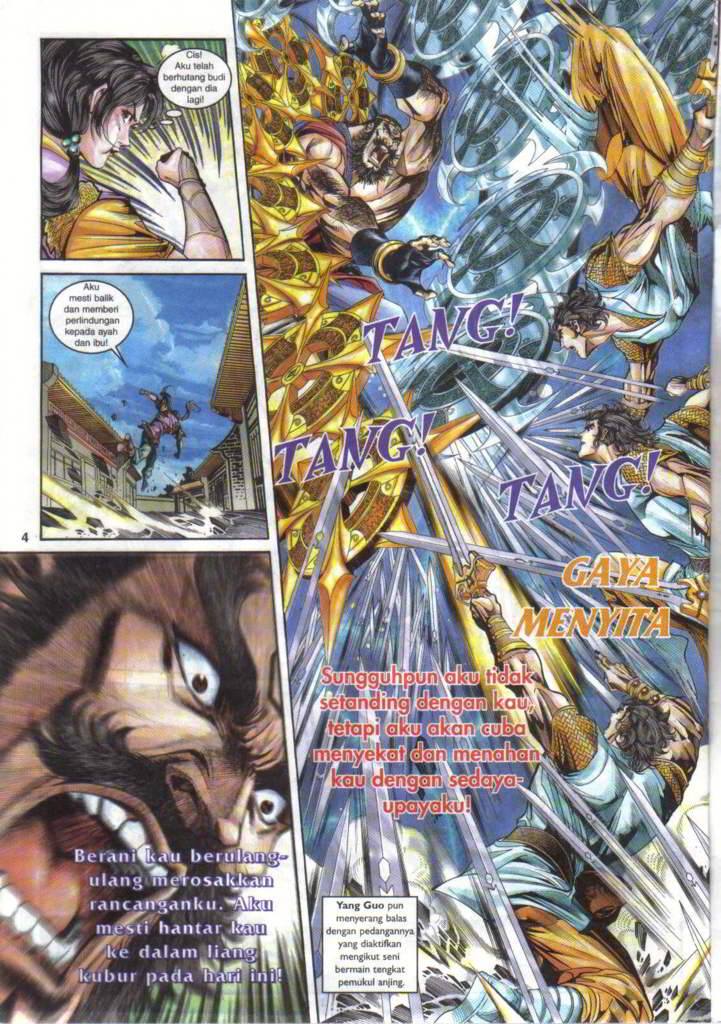 Cis!
Aku telah
berhutang budi
dengan dia
lagi!
Aku
mesti balik
dan memberi
perlindungan
kepada ayah
dan ibu!
4
Berani kau berulang-
ulang merosakkan
rancanganku. Aku
mesti hantar kau
ke dalam liang
kubur pada hari ini!
TANG!
TANG!
TANG!
GAYA
MENYITA
Sungguhpun aku tidak
setanding dengan kau,
tetapi aku akan cuba
menyekat dan menahan
kau dengan sedaya-
upayaku!
Yang Guo pun
menyerang balas
dengan pedangannya
yang diaktifkan
mengikut seni
bermain tengkat
pemukul anjing.